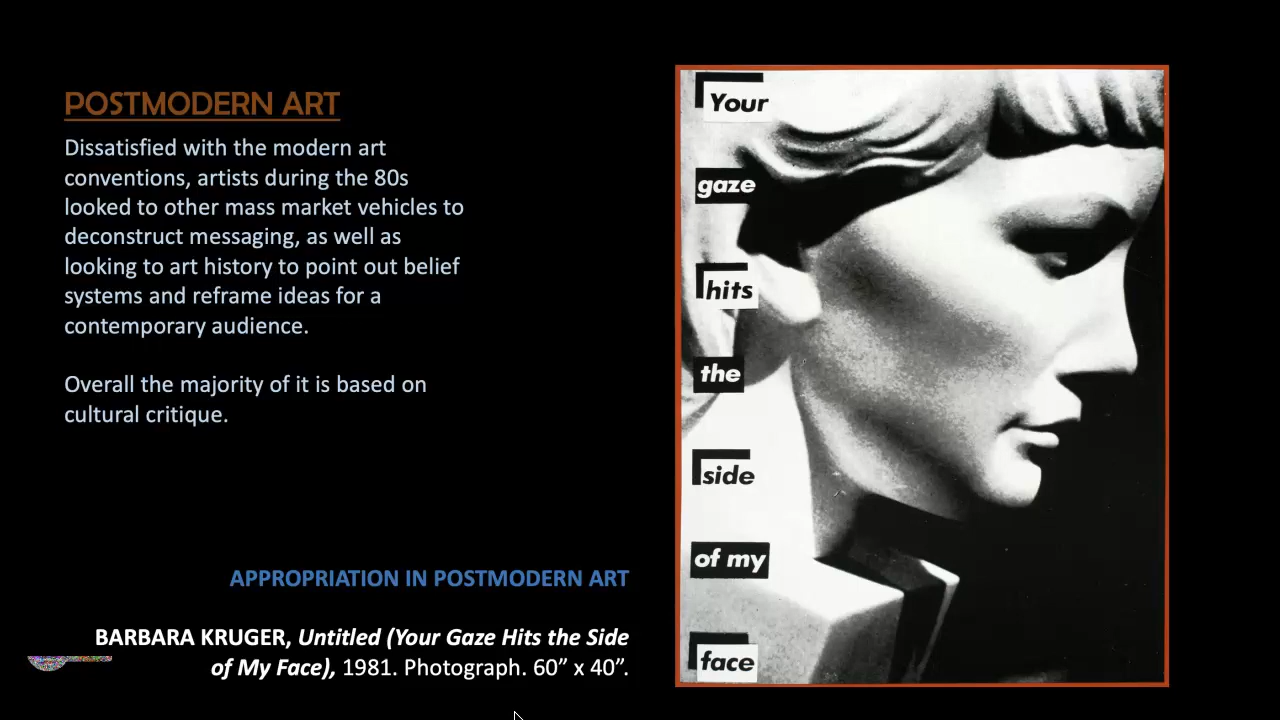 POSTMODERN ART
Dissatisfied with the modern art
conventions, artists during the 80s
looked to other mass market vehicles to
deconstruct messaging, as well as
looking to art history to point out belief
systems and reframe ideas for a
contemporary audience.
Overall the majority of it is based on
cultural critique.
APPROPRIATION IN POSTMODERN ART
BARBARA KRUGER, Untitled (Your Gaze Hits the Side
of My Face), 1981. Photograph. 60” x 40”.
Your
gaze
hits
the
side
of my
face